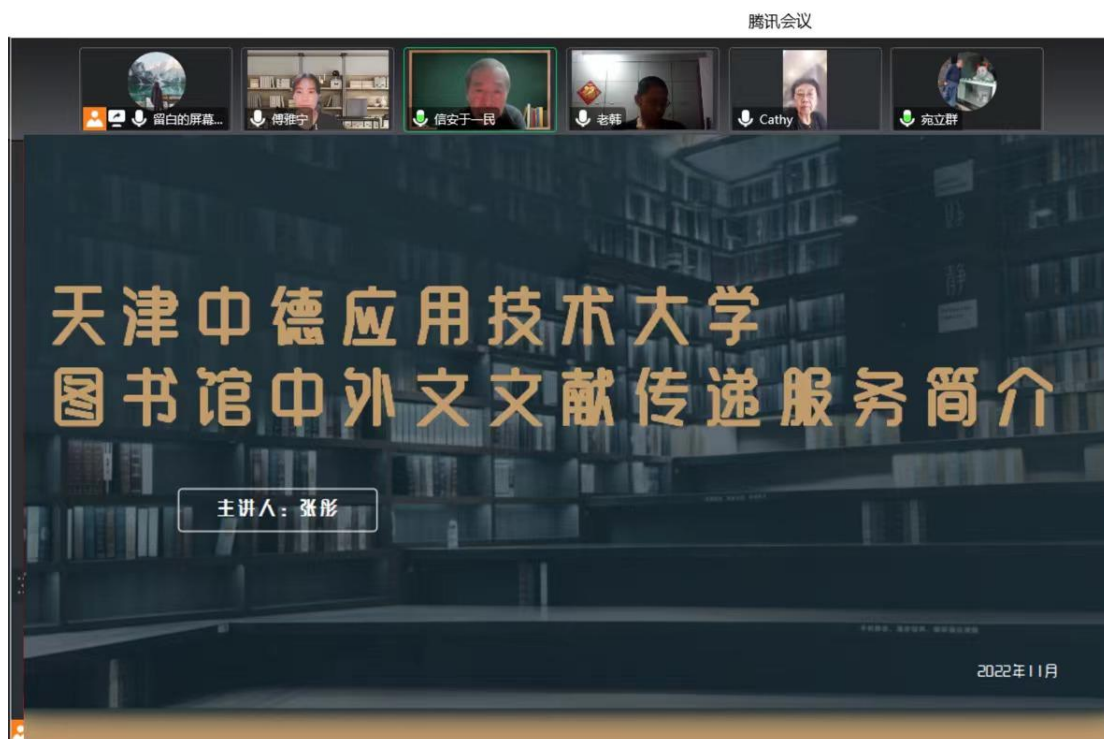 腾讯会议
留白的屏幕...
傅雅宁
信安于一民
老韩
Cathy
宛立群
天津中德应用技术大学
图书馆中外文文献传递服务简介
主讲人：张彤
2022年11月